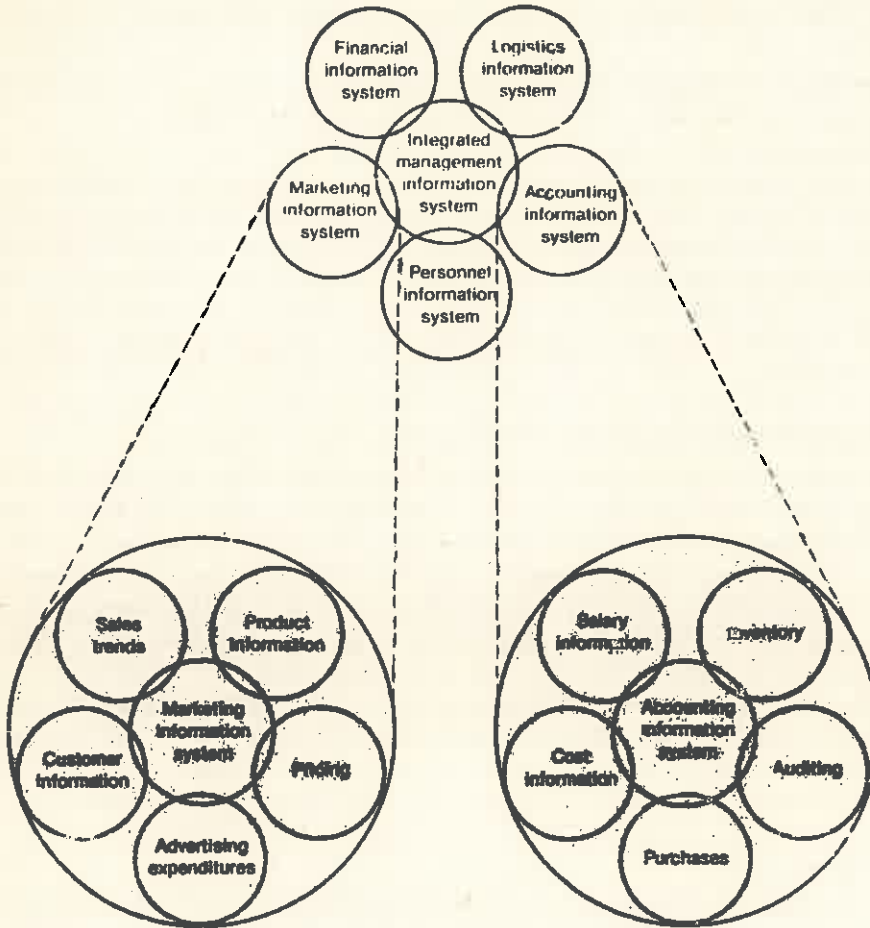 Financial
information
system
Logistics
information
system
Integrated
management
information
system
Marketing
information
system
Accounting
information
system
Personnel
information
system
Sales
trends
Product
information
Marketing
information
system
Customer
information
Pricing
Advertising
expenditures
Salary
information
Inventory
Accounting
information
system
Cost
information
Auditing
Purchases